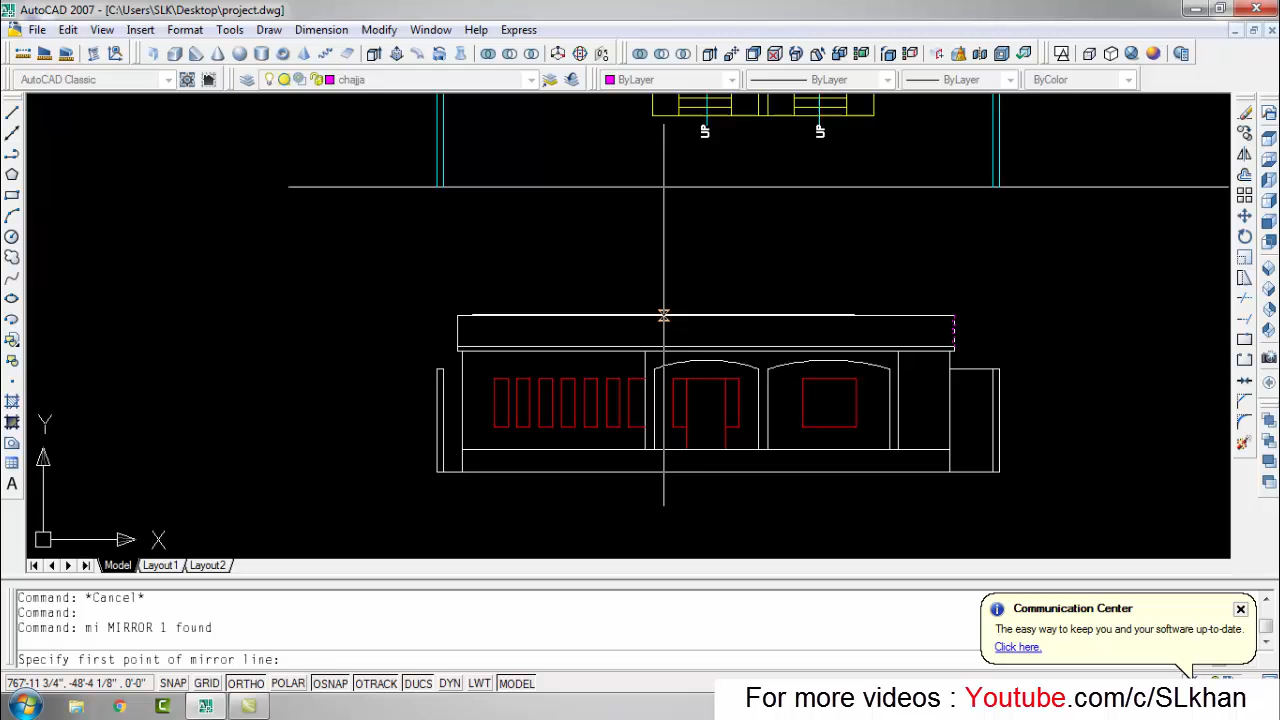 AutoCAD 2007 - [C:\Users\SLK\Desktop\project.dwg]
File Edit View Insert Format Tools Draw Dimension Modify Window Help Express
AutoCAD Classic chajja ByLayer ByLayer ByLayer ByColor
UP UP
Y
X
Model Layout1 Layout2
Command: *Cancel*
Command:
Command: mi MIRROR 1 found
Specify first point of mirror line:
Communication Center
The easy way to keep you and your software up-to-date.
Click here.
767'-11 3/4", -48'-4 1/8", 0'-0" SNAP GRID ORTHO POLAR OSNAP OTRACK DUCS DYN LWT MODEL
For more videos : Youtube.com/c/SLkhan